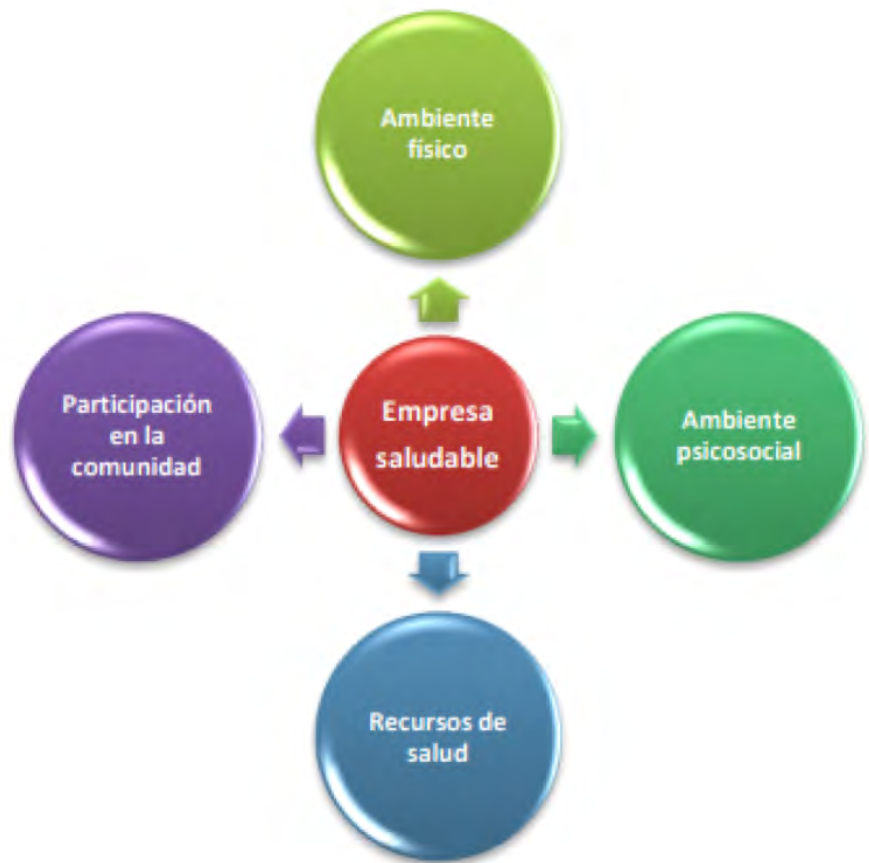 Ambiente
físico
Participación
en la
comunidad
Empresa
saludable
Ambiente
psicosocial
Recursos de
salud